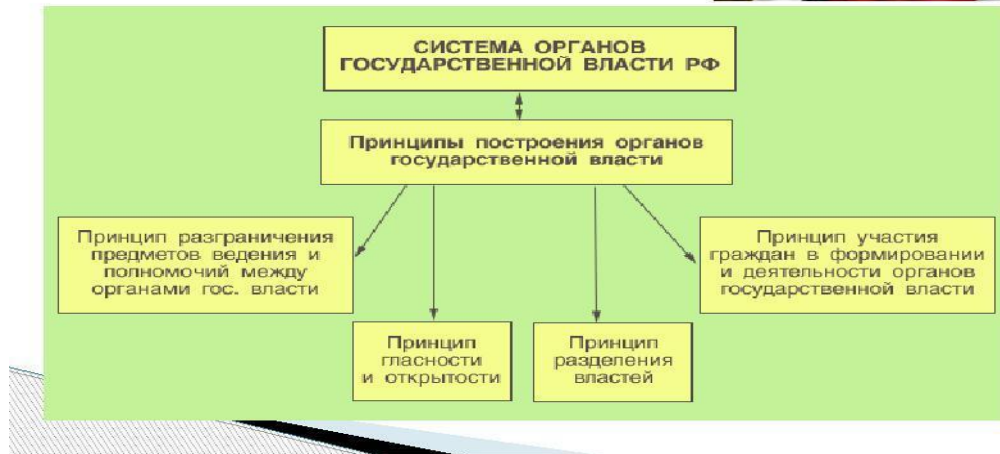 СИСТЕМА ОРГАНОВ
ГОСУДАРСТВЕННОЙ ВЛАСТИ РФ
Принципы построения органов
государственной власти
Принцип разграничения
предметов ведения и
полномочий между
органами гос. власти
Принцип
гласности
и открытости
Принцип
разделения
властей
Принцип участия
граждан в формировании
и деятельности органов
государственной власти